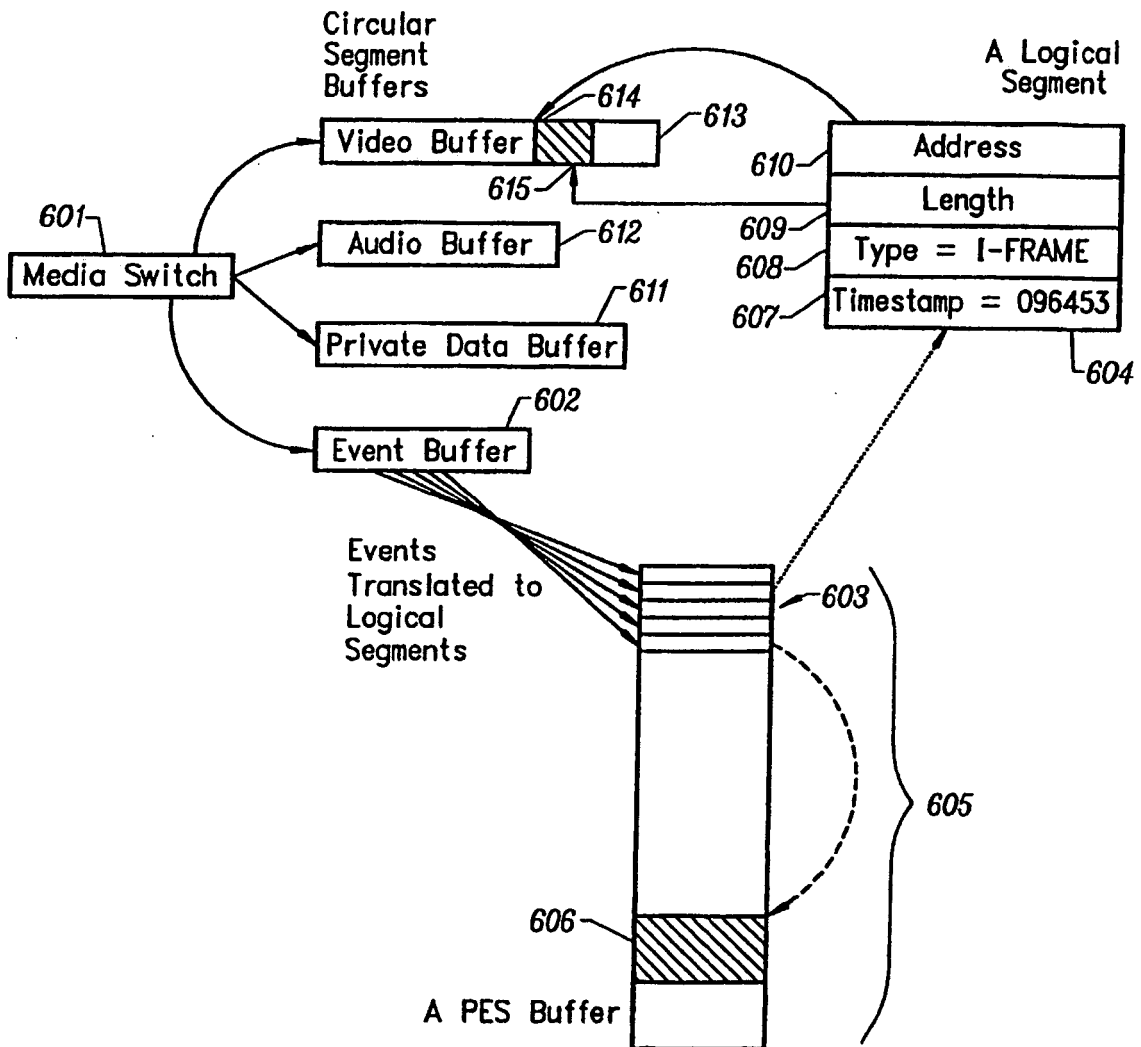 Circular
Segment
Buffers
A Logical
Segment
614
613
Video Buffer
615
610
Address
Length
609
601
Media Switch
Audio Buffer
612
608
Type = I-FRAME
607
Timestamp = 096453
604
611
Private Data Buffer
602
Event Buffer
Events
Translated to
Logical
Segments
603
605
606
A PES Buffer